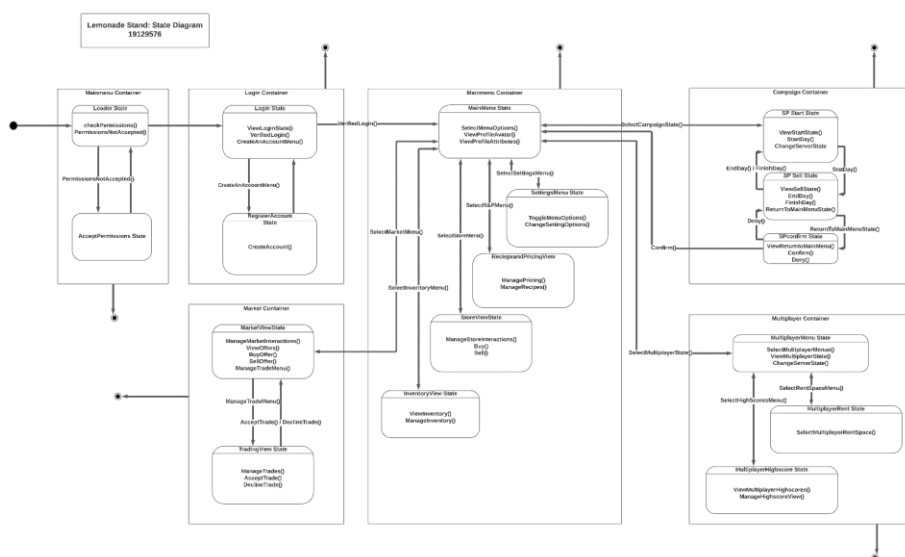 Lemonade Stand: State Diagram
19129576
Mainmenu Container
Loader State
checkPermissions()
PermissionsNotAccepted()
PermissionsNotAccepted()
AcceptPermissions State
Login Container
Login State
ViewLoginState()
VerifiedLogin()
CreateAnAccountMenu()
CreateAnAccountMenu()
RegisterAccount
State
CreateAccount()
VerifiedLogin()
Mainmenu Container
MainMenu State
SelectMenuOptions()
ViewProfileAvatar()
ViewProfileAttributes()
SelectSettingsMenu()
SettingsMenu State
ToggleMenuOptions()
ChangeSettingOptions()
SelectR&PMenu()
SelectMarketMenu()
SelectStoreMenu()
ReciepeandPricingView
ManagePricing()
ManageRecipes()
SelectInventoryMenu()
StoreViewState
ManageStoreInteractions()
Buy()
Sell()
InventoryView State
ViewInventory()
ManageInventory()
Market Container
MarketViewState
ManageMarketInteractions()
ViewOffers()
BuyOffer()
SellOffer()
ManageTradeMenu()
ManageTradeMenu()
AcceptTrade() / DeclineTrade()
TradingView State
ManageTrades()
AcceptTrade()
DeclineTrade()
Campaign Container
SelectCampaignState()
SP Start State
ViewStartState()
StartDay()
ChangeServerState
EndDay() / FinishDay()
StatDay()
SP Sell State
ViewSellState()
EndDay()
FinishDay()
ReturnToMainMenuState()
Deny()
ReturnToMainMenuState()
SPconfirm State
ViewReturntoMainMenu()
Confirm()
Deny()
Confirm()
Multiplayer Container
MultiplayerMenu State
SelectMultiplayerMenus()
ViewMultiplayerState()
ChangeServerState()
SelectMultiplayerState()
SelectRentSpaceMenu()
SelectHighScoresMenu()
MultiplayerRent State
SelectMultiplayerRentSpace()
MultiplayerHighscore State
ViewMultiplayerHighscores()
ManageHighscoreView()